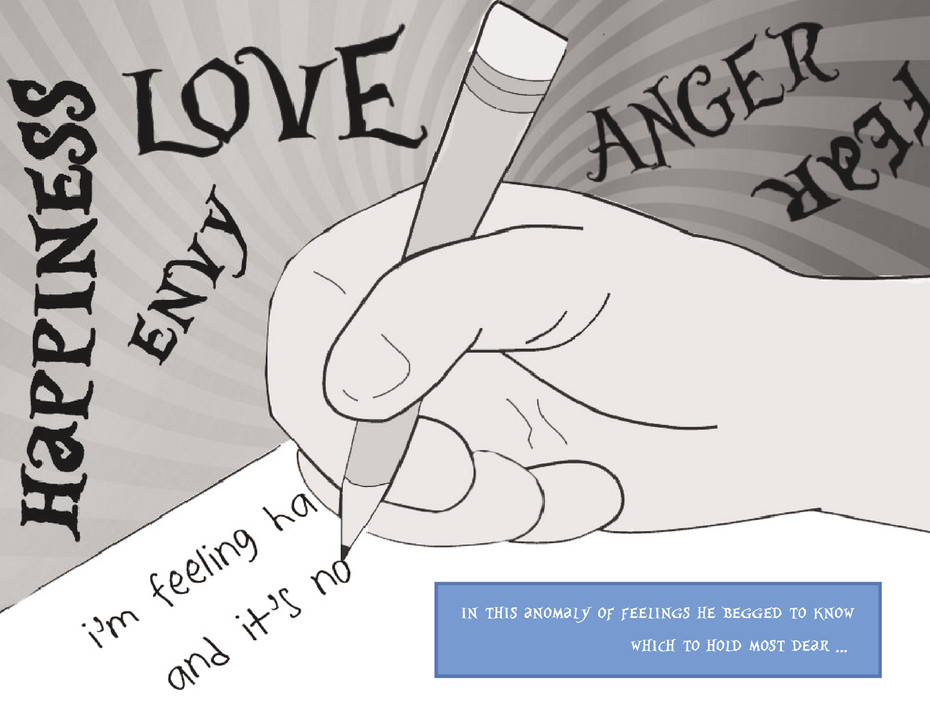 HaPPINESS
LOVE
ENVy
ANGER
FEaR
i'm feeling ha
and it's no
IN THIS aNOMaLy OF FEELINGS HE BEGGED TO KNOW
WHICH TO HOLD MOST DEaR ...